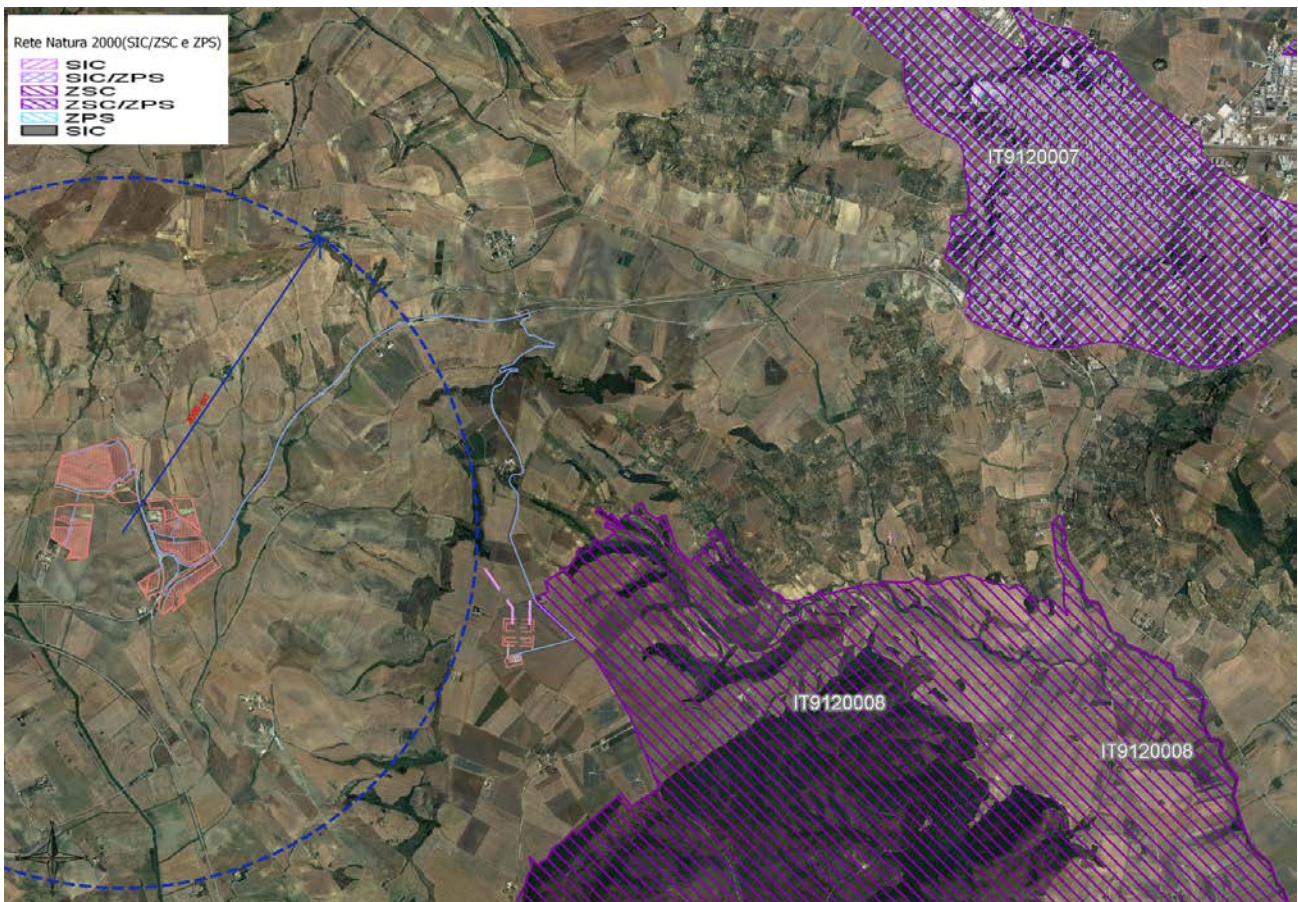 Rete Natura 2000(SIC/ZSC e ZPS)
SIC
SIC/ZPS
ZSC
ZSC/ZPS
ZPS
SIC
IT9120007
IT9120008
IT9120008